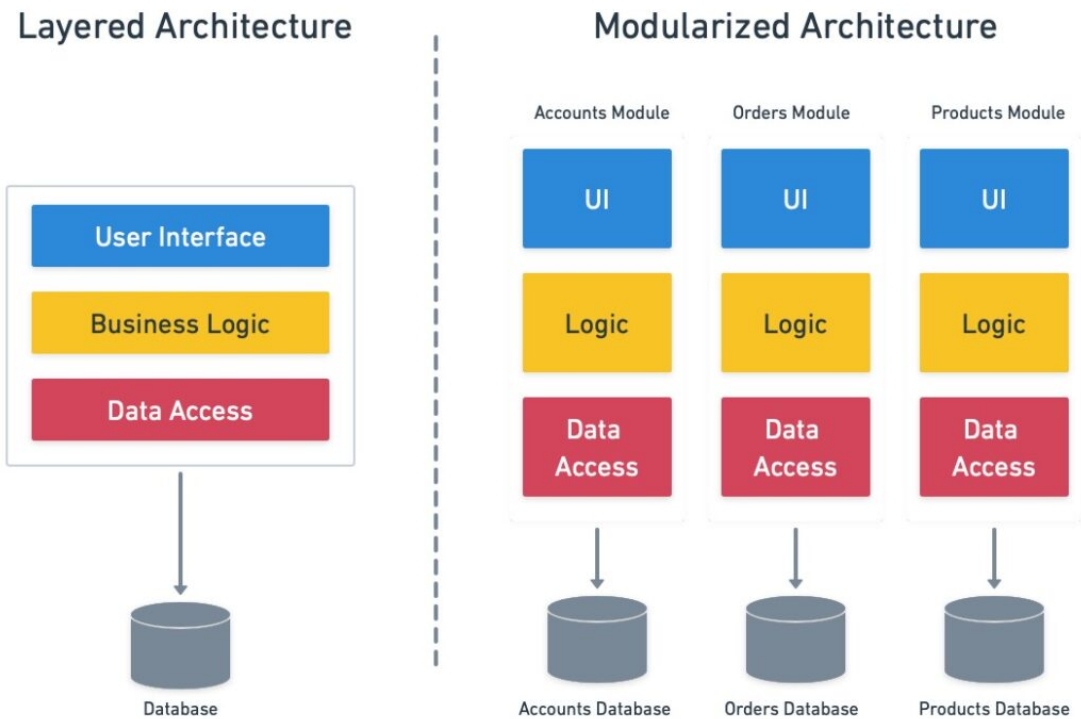 Layered Architecture
User Interface
Business Logic
Data Access
Database
Modularized Architecture
Accounts Module
UI
Logic
Data
Access
Accounts Database
Orders Module
UI
Logic
Data
Access
Orders Database
Products Module
UI
Logic
Data
Access
Products Database